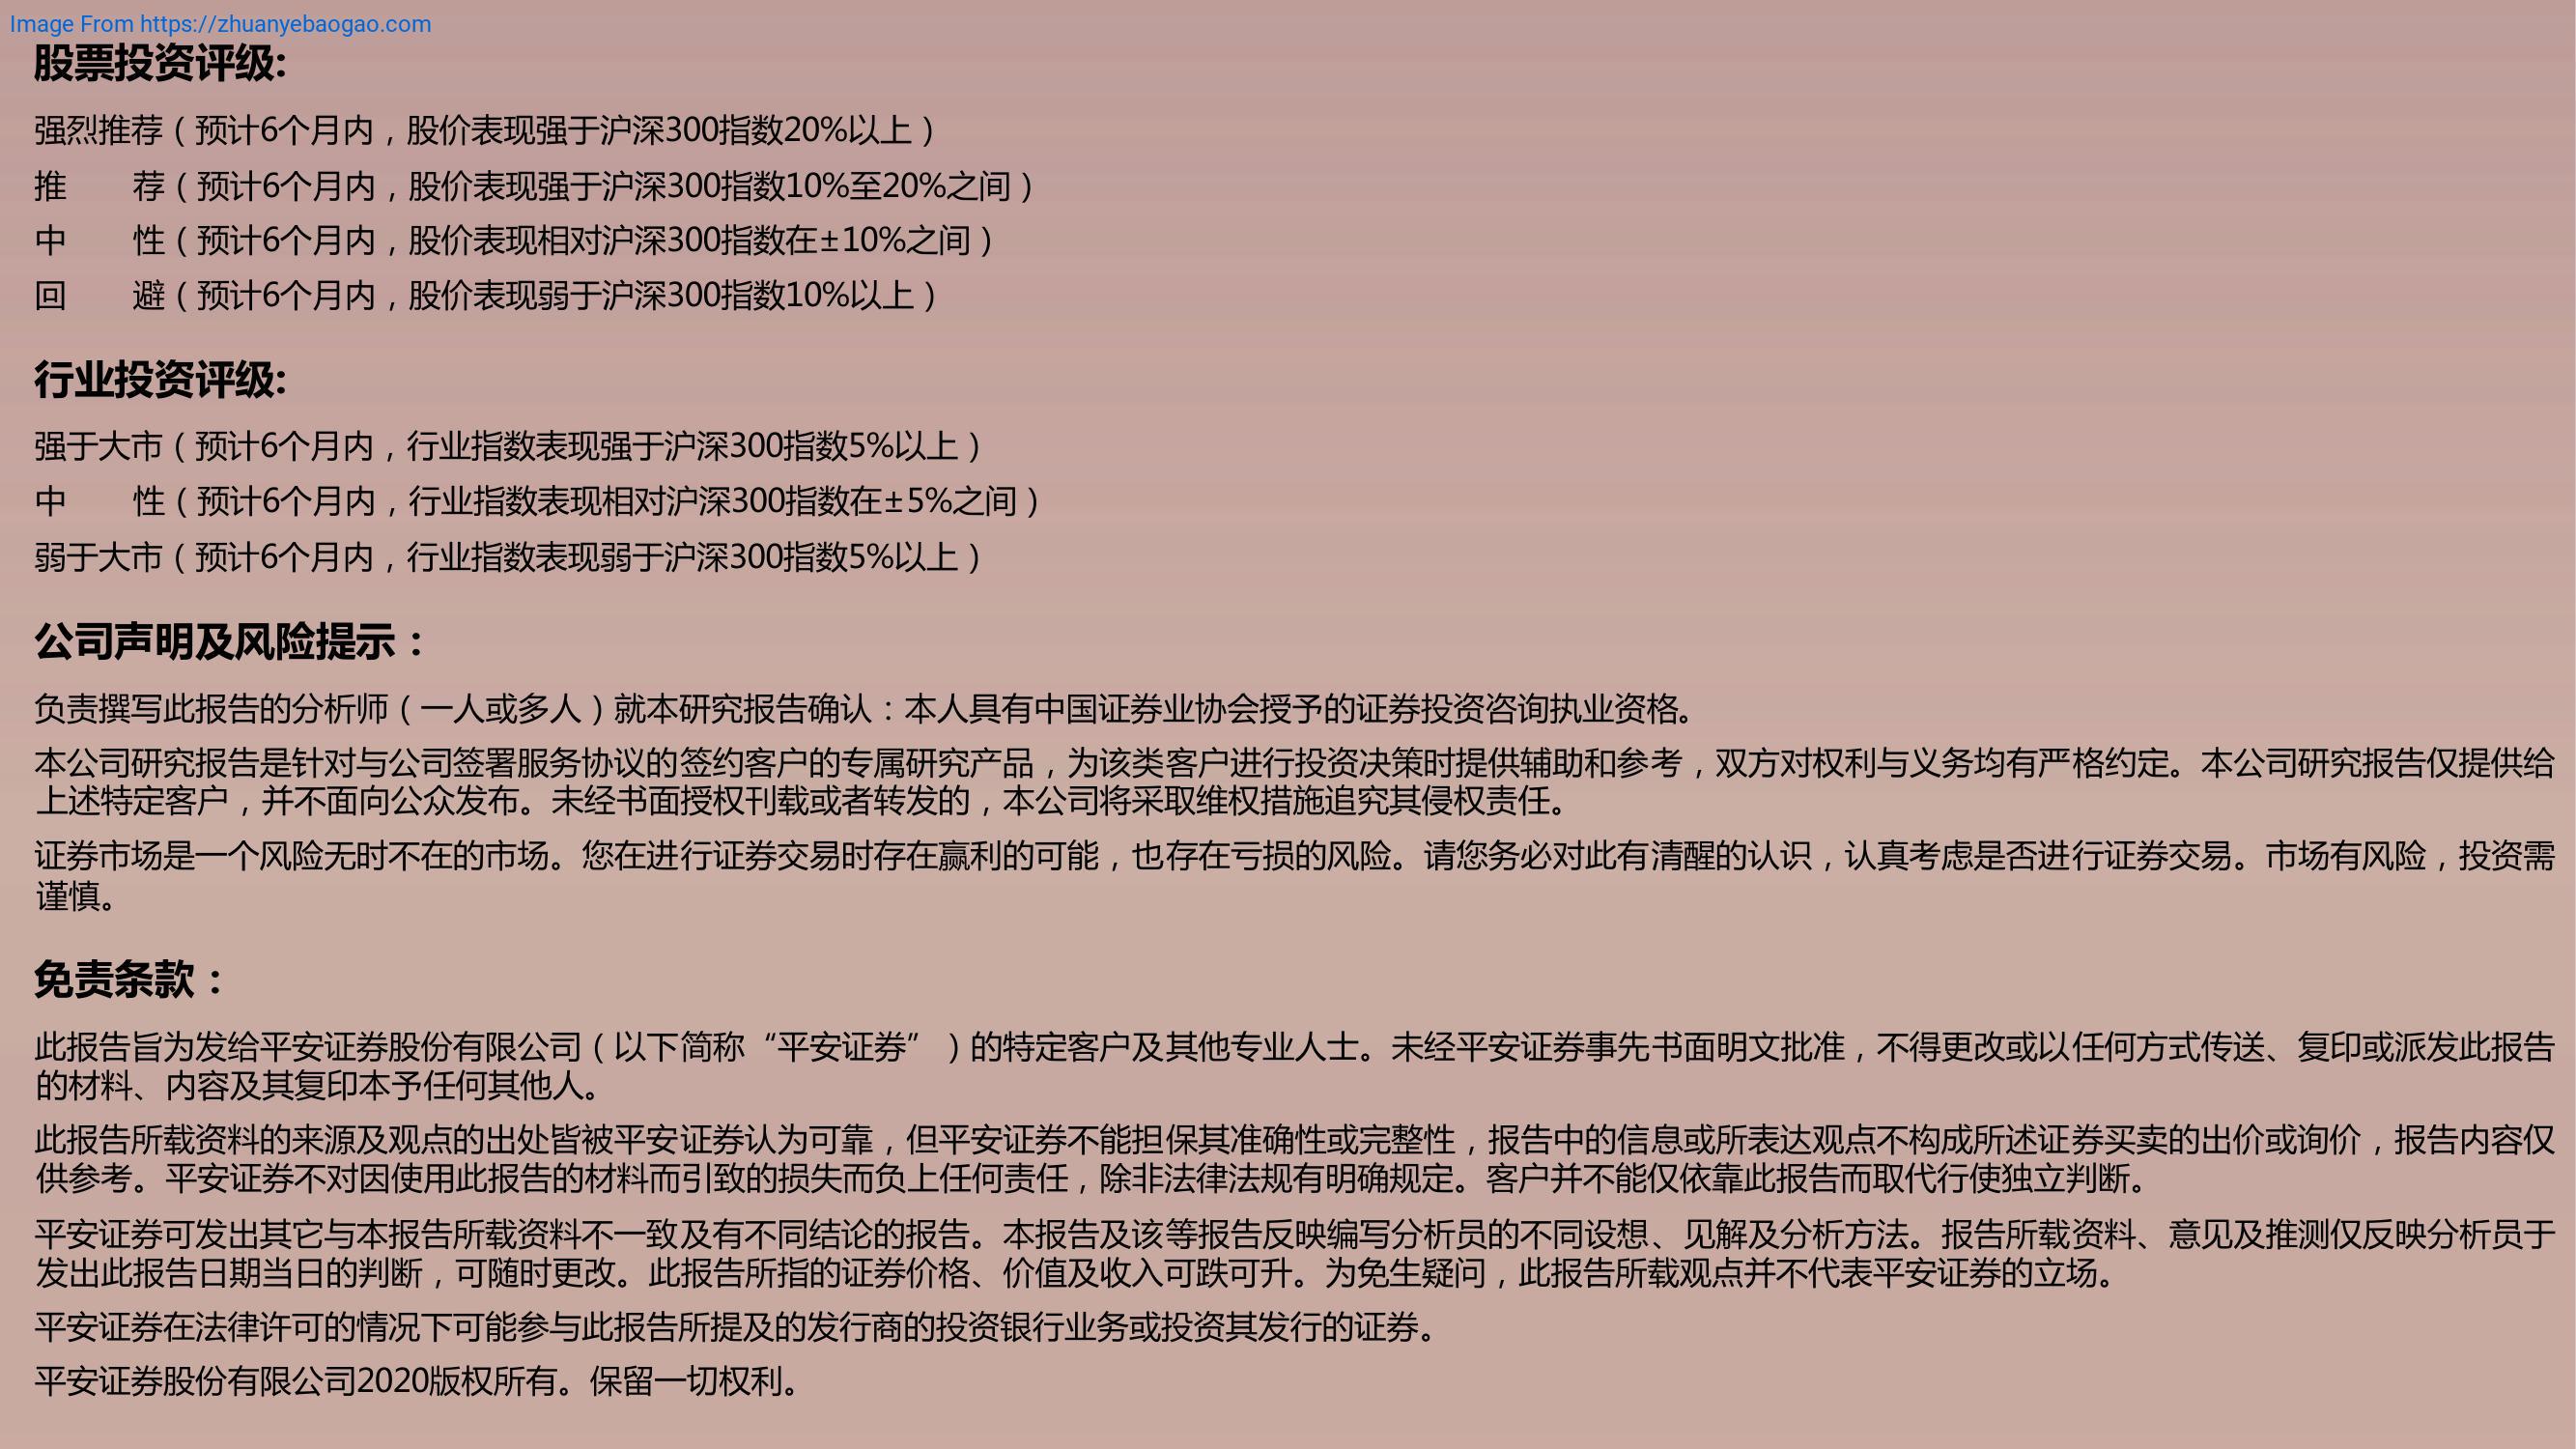 Image From https://zhuanyebaogao.com
股票投资评级:
强烈推荐（预计6个月内，股价表现强于沪深300指数20%以上）
推　　荐（预计6个月内，股价表现强于沪深300指数10%至20%之间）
中　　性（预计6个月内，股价表现相对沪深300指数在±10%之间）
回　　避（预计6个月内，股价表现弱于沪深300指数10%以上）
行业投资评级:
强于大市（预计6个月内，行业指数表现强于沪深300指数5%以上）
中　　性（预计6个月内，行业指数表现相对沪深300指数在±5%之间）
弱于大市（预计6个月内，行业指数表现弱于沪深300指数5%以上）
公司声明及风险提示：
负责撰写此报告的分析师（一人或多人）就本研究报告确认：本人具有中国证券业协会授予的证券投资咨询执业资格。
本公司研究报告是针对与公司签署服务协议的签约客户的专属研究产品，为该类客户进行投资决策时提供辅助和参考，双方对权利与义务均有严格约定。本公司研究报告仅提供给
上述特定客户，并不面向公众发布。未经书面授权刊载或者转发的，本公司将采取维权措施追究其侵权责任。
证券市场是一个风险无时不在的市场。您在进行证券交易时存在赢利的可能，也存在亏损的风险。请您务必对此有清醒的认识，认真考虑是否进行证券交易。市场有风险，投资需
谨慎。
免责条款：
此报告旨为发给平安证券股份有限公司（以下简称“平安证券”）的特定客户及其他专业人士。未经平安证券事先书面明文批准，不得更改或以任何方式传送、复印或派发此报告
的材料、内容及其复印本予任何其他人。
此报告所载资料的来源及观点的出处皆被平安证券认为可靠，但平安证券不能担保其准确性或完整性，报告中的信息或所表达观点不构成所述证券买卖的出价或询价，报告内容仅
供参考。平安证券不对因使用此报告的材料而引致的损失而负上任何责任，除非法律法规有明确规定。客户并不能仅依靠此报告而取代行使独立判断。
平安证券可发出其它与本报告所载资料不一致及有不同结论的报告。本报告及该等报告反映编写分析员的不同设想、见解及分析方法。报告所载资料、意见及推测仅反映分析员于
发出此报告日期当日的判断，可随时更改。此报告所指的证券价格、价值及收入可跌可升。为免生疑问，此报告所载观点并不代表平安证券的立场。
平安证券在法律许可的情况下可能参与此报告所提及的发行商的投资银行业务或投资其发行的证券。
平安证券股份有限公司2020版权所有。保留一切权利。